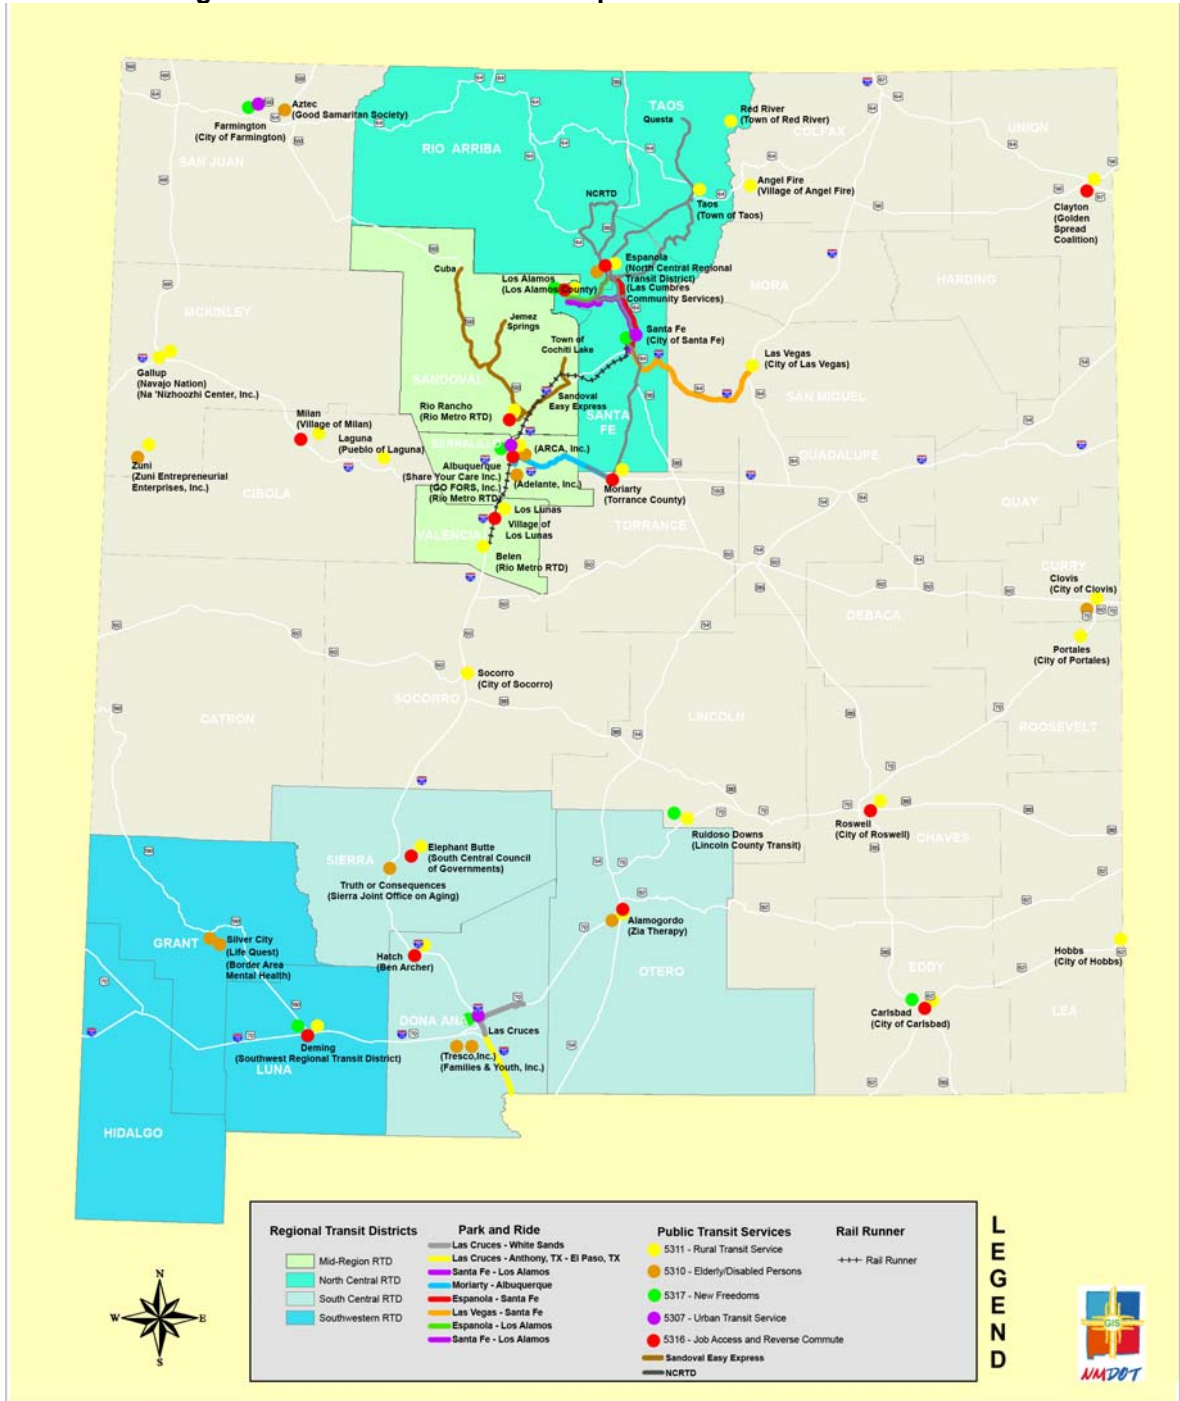 RIO ARRIBA
TAOS
Questa
Red River
(Town of Red River)
COLFAX
UNION
Aztec
(Good Samaritan Society)
Farmington
(City of Farmington)
SAN JUAN
NCRTD
Taos
(Town of Taos)
Angel Fire
(Village of Angel Fire)
Clayton
(Golden
Spread
Coalition)
Cuba
Espanola
(North Central Regional
Transit District)
(Las Cumbres
Community Services)
Los Alamos
(Los Alamos County)
MORA
HARDING
MCKINLEY
Jemez
Springs
Town of
Cochiti Lake
Santa Fe
(City of Santa Fe)
Las Vegas
(City of Las Vegas)
Gallup
(Navajo Nation)
(Na 'Nizhoozhi Center, Inc.)
SANDOVAL
Sandoval
Easy Express
SANTA
FE
SAN MIGUEL
Rio Rancho
(Rio Metro RTD)
Milan
(Village of Milan)
Laguna
(Pueblo of Laguna)
BERNALILLO
(ARCA, Inc.)
GUADALUPE
Zuni
(Zuni Entrepreneurial
Enterprises, Inc.)
Albuquerque
(Share Your Care Inc.)
(GO FORS, Inc.)
(Rio Metro RTD)
(Adelante, Inc.)
Moriarty
(Torrance County)
CIBOLA
QUAY
Los Lunas
Village of
Los Lunas
VALENCIA
TORRANCE
Belen
(Rio Metro RTD)
CURRY
Clovis
(City of Clovis)
DEBACA
Portales
(City of Portales)
Socorro
(City of Socorro)
SOCORRO
CATRON
LINCOLN
ROOSEVELT
Roswell
(City of Roswell)
CHAVES
Ruidoso Downs
(Lincoln County Transit)
SIERRA
Elephant Butte
(South Central Council
of Governments)
Truth or Consequences
(Sierra Joint Office on Aging)
GRANT
Silver City
(Life Quest)
(Border Area
Mental Health)
Hatch
(Ben Archer)
Alamogordo
(Zia Therapy)
OTERO
Hobbs
(City of Hobbs)
EDDY
Carlsbad
(City of Carlsbad)
LEA
DONA ANA
Las Cruces
Deming
(Southwest Regional Transit District)
LUNA
(Tresco,Inc.)
(Families & Youth, Inc.)
HIDALGO
Regional Transit Districts
Mid-Region RTD
North Central RTD
South Central RTD
Southwestern RTD
Park and Ride
Las Cruces - White Sands
Las Cruces - Anthony, TX - El Paso, TX
Santa Fe - Los Alamos
Moriarty - Albuquerque
Espanola - Santa Fe
Las Vegas - Santa Fe
Espanola - Los Alamos
Santa Fe - Los Alamos
Public Transit Services
5311 - Rural Transit Service
5310 - Elderly/Disabled Persons
5317 - New Freedoms
5307 - Urban Transit Service
5316 - Job Access and Reverse Commute
Sandoval Easy Express
NCRTD
Rail Runner
Rail Runner
LEGEND
N
W
E
S
GIS
NMDOT